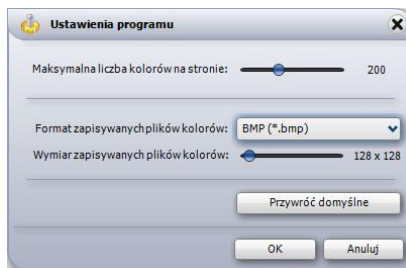 Ustawienia programu
Maksymalna liczba kolorów na stronie: 200
Format zapisywanych plików kolorów: BMP (*.bmp)
Wymiar zapisywanych plików kolorów: 128 x 128
Przywróć domyślne
OK Anuluj